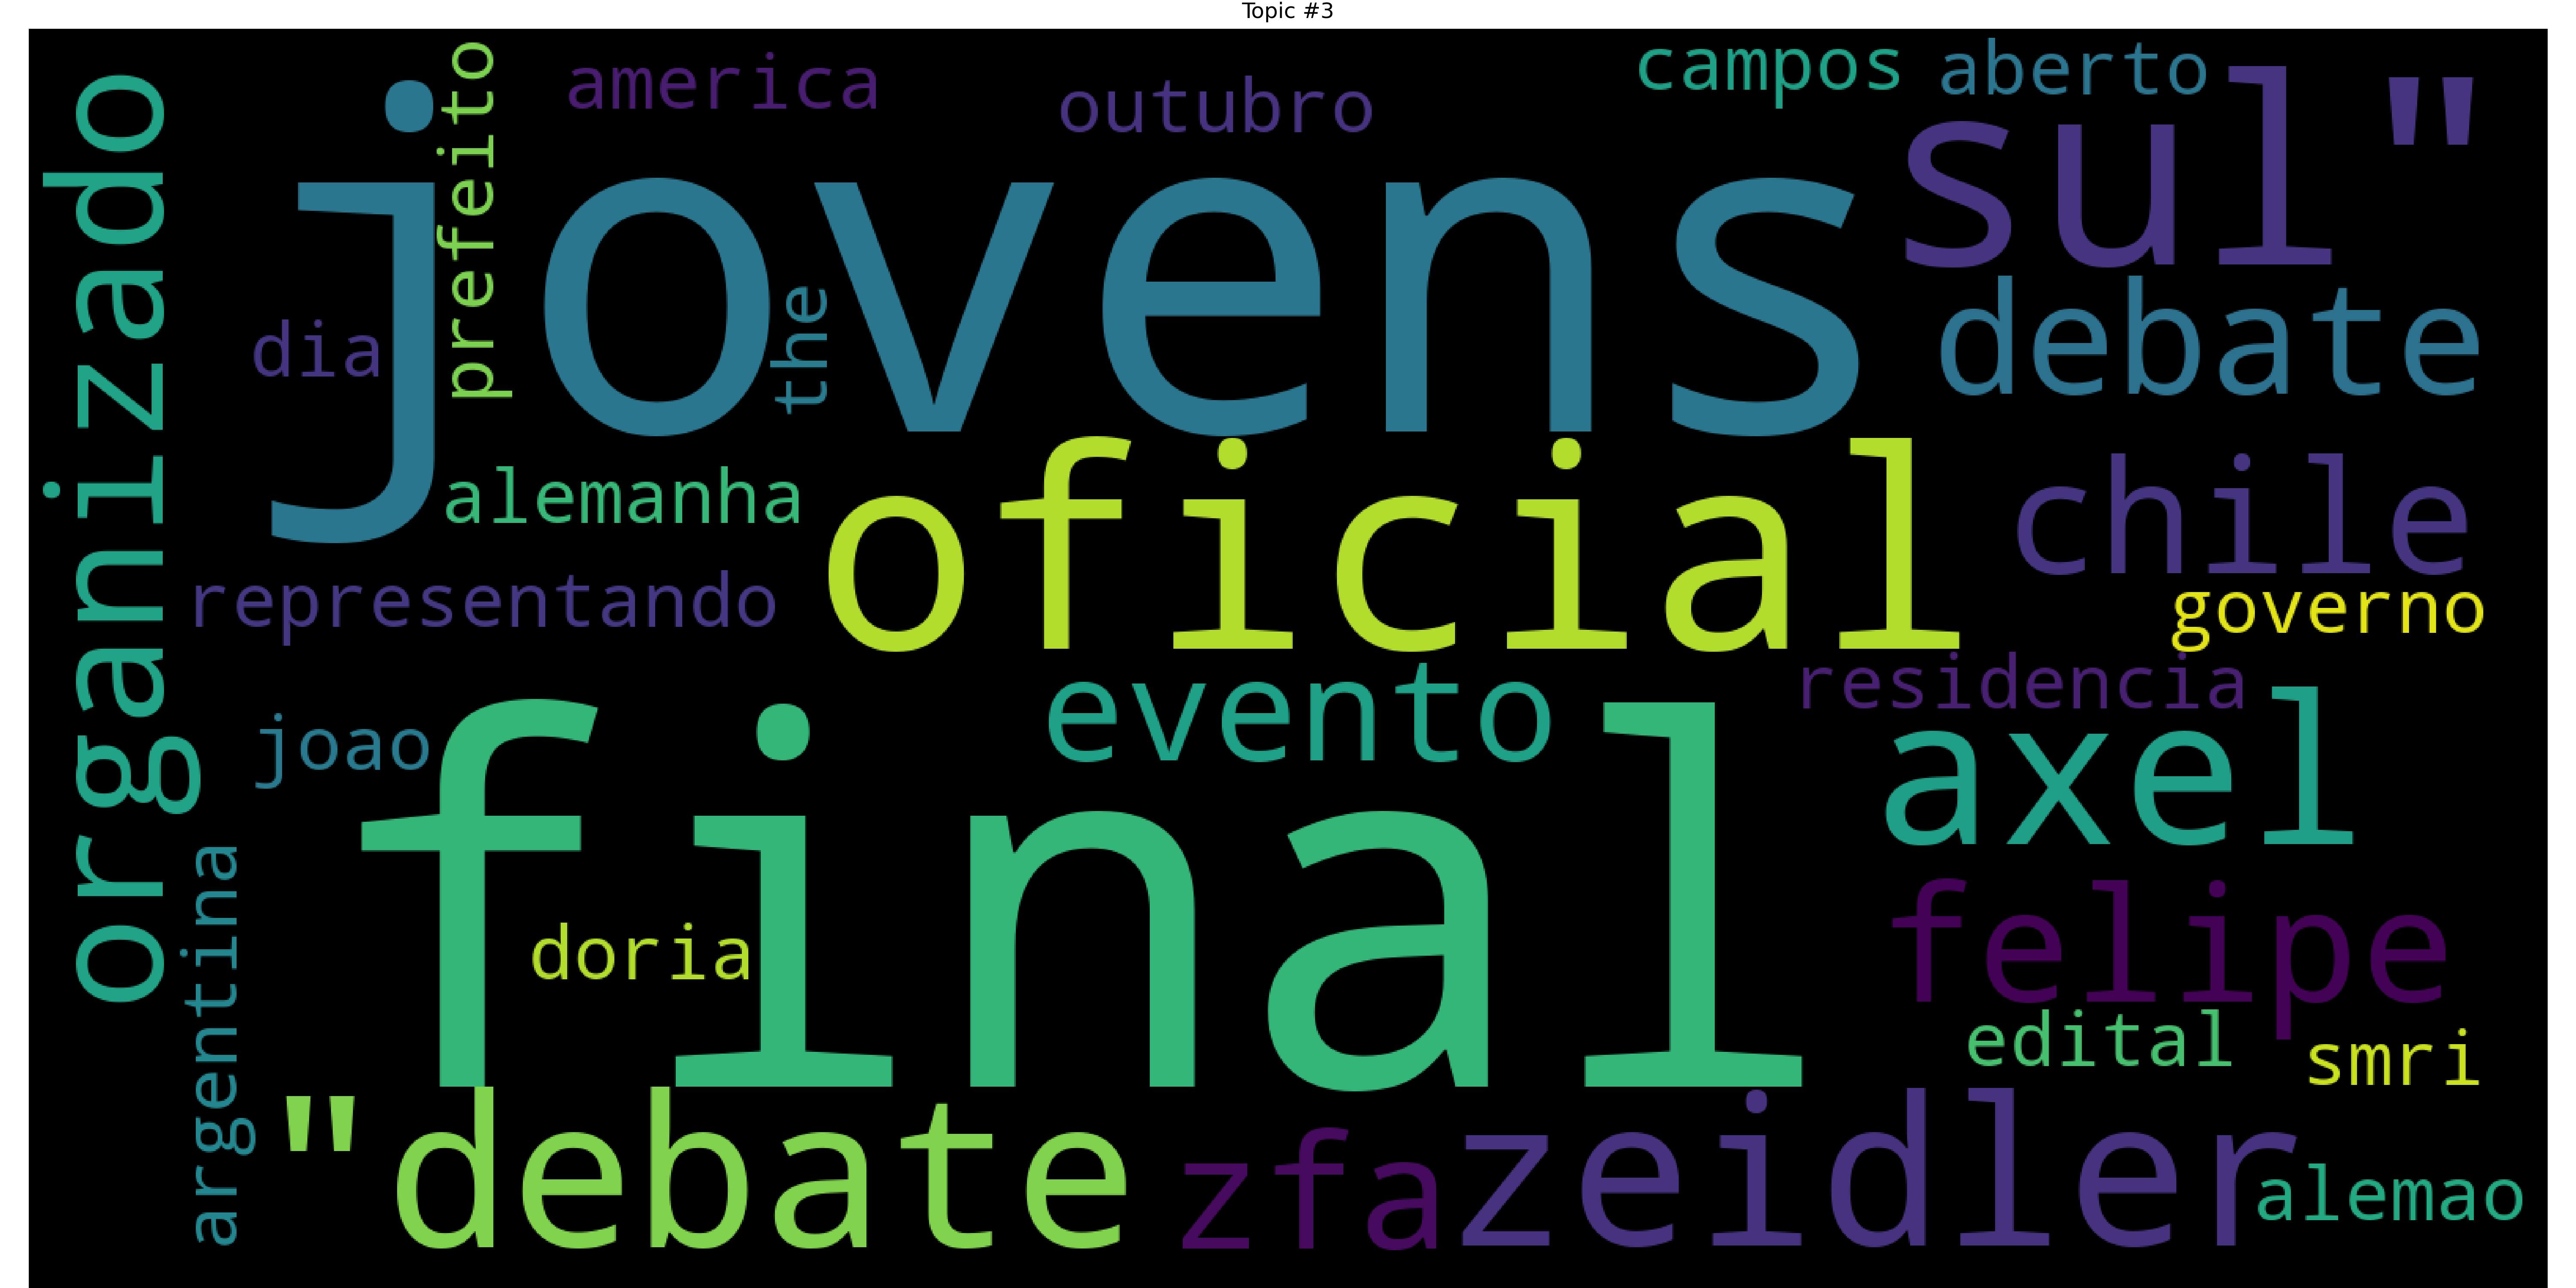 Topic #3
organizado
jovens
prefeito
america
outubro
campos
aberto
sul"
dia
the
debate
alemanha
oficial
chile
representando
governo
evento
residencia
joao
final
axel
doria
felipe
argentina
edital
smri
"debate
zfa
zeidler
alemao